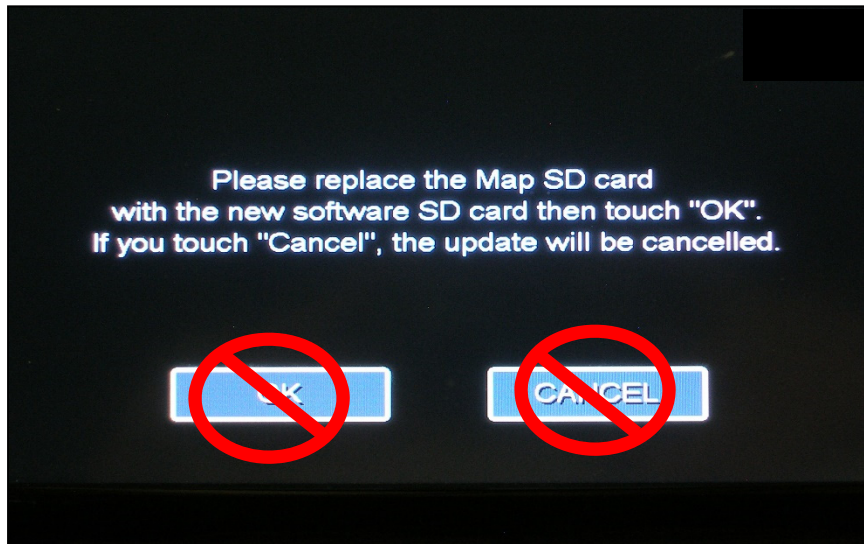 Please replace the Map SD card
with the new software SD card then touch "OK".
If you touch "Cancel", the update will be cancelled.
OK
CANCEL